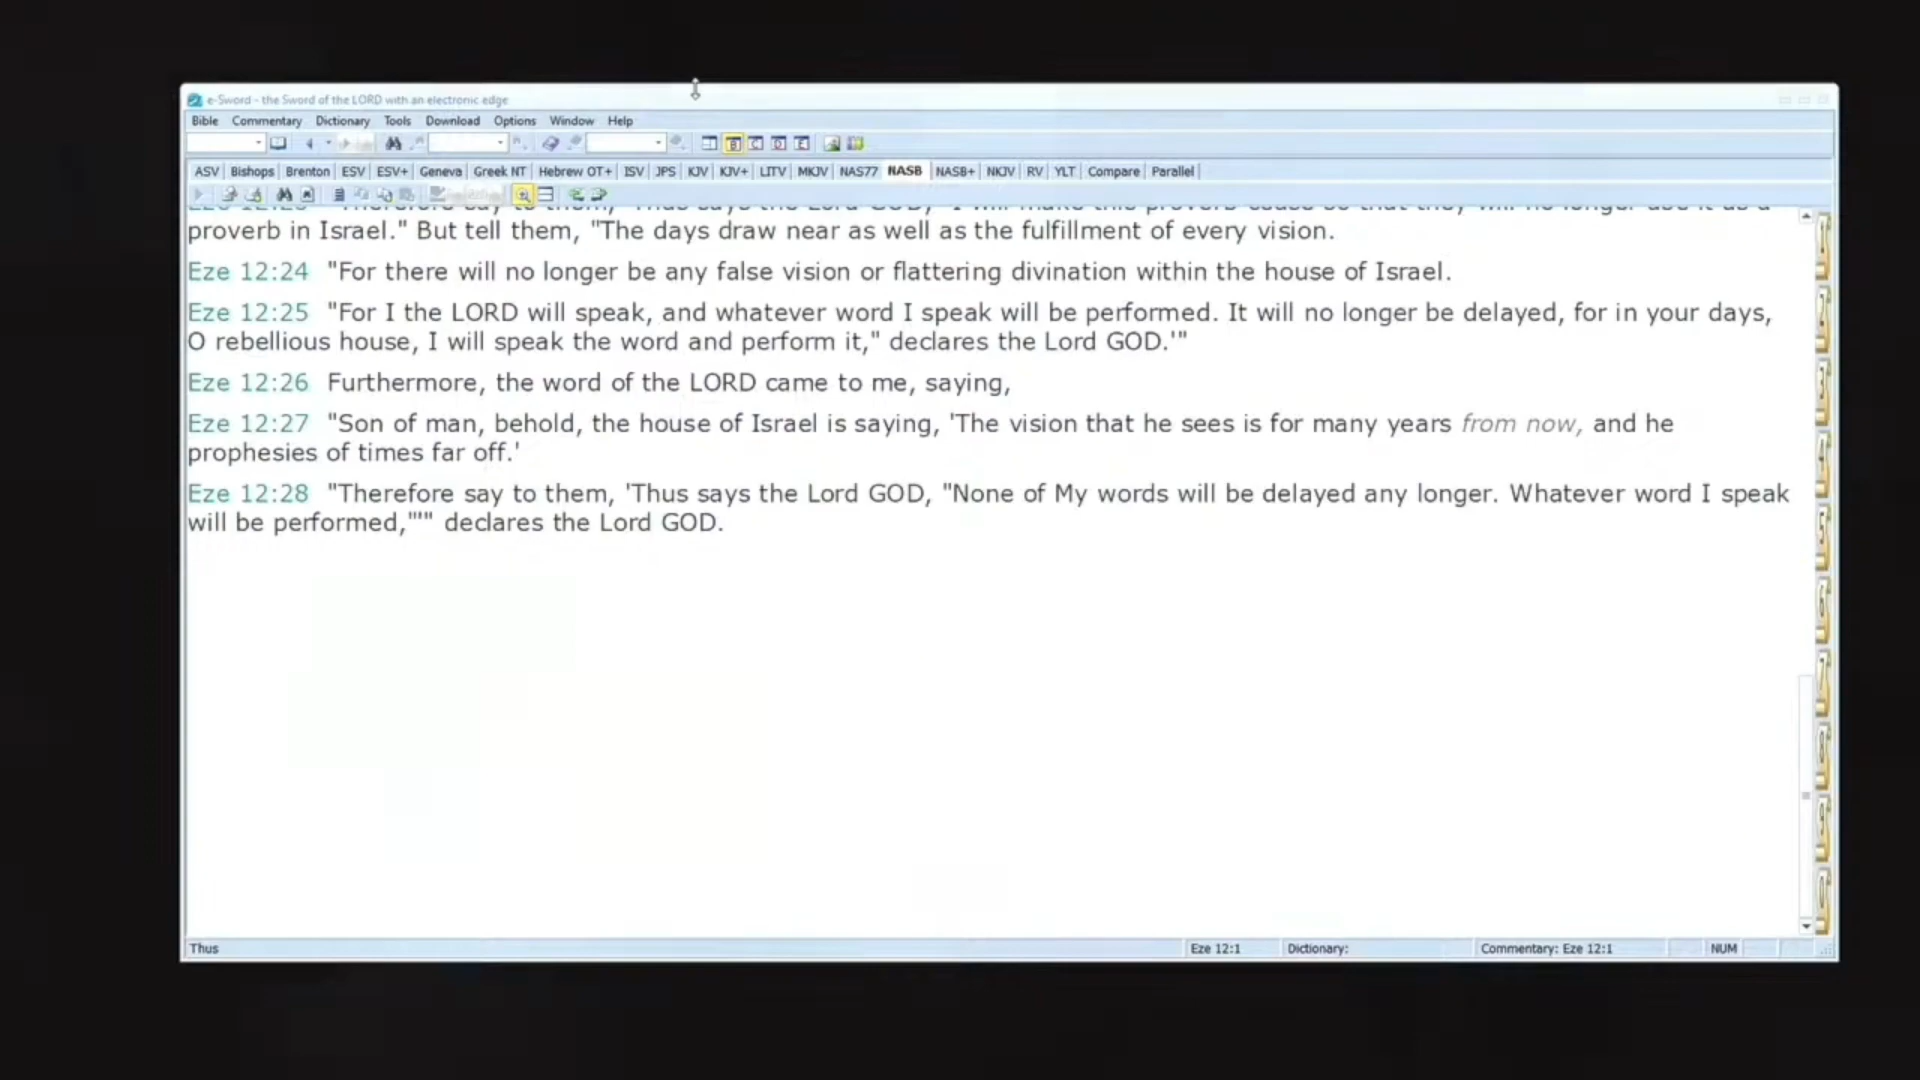 e-Sword - the Sword of the LORD with an electronic edge
Bible Commentary Dictionary Tools Download Options Window Help
ASV Bishops Brenton ESV ESV+ Geneva Greek NT Hebrew OT+ ISV JPS KJV KJV+ LITV MKJV NAS77 NASB NASB+ NKJV RV YLT Compare Parallel
proverb in Israel." But tell them, "The days draw near as well as the fulfillment of every vision.
Eze 12:24 "For there will no longer be any false vision or flattering divination within the house of Israel.
Eze 12:25 "For I the LORD will speak, and whatever word I speak will be performed. It will no longer be delayed, for in your days,
O rebellious house, I will speak the word and perform it," declares the Lord GOD.'"
Eze 12:26 Furthermore, the word of the LORD came to me, saying,
Eze 12:27 "Son of man, behold, the house of Israel is saying, 'The vision that he sees is for many years from now, and he
prophesies of times far off.'
Eze 12:28 "Therefore say to them, 'Thus says the Lord GOD, "None of My words will be delayed any longer. Whatever word I speak
will be performed,"'" declares the Lord GOD.
Thus Eze 12:1 Dictionary: Commentary: Eze 12:1 NUM